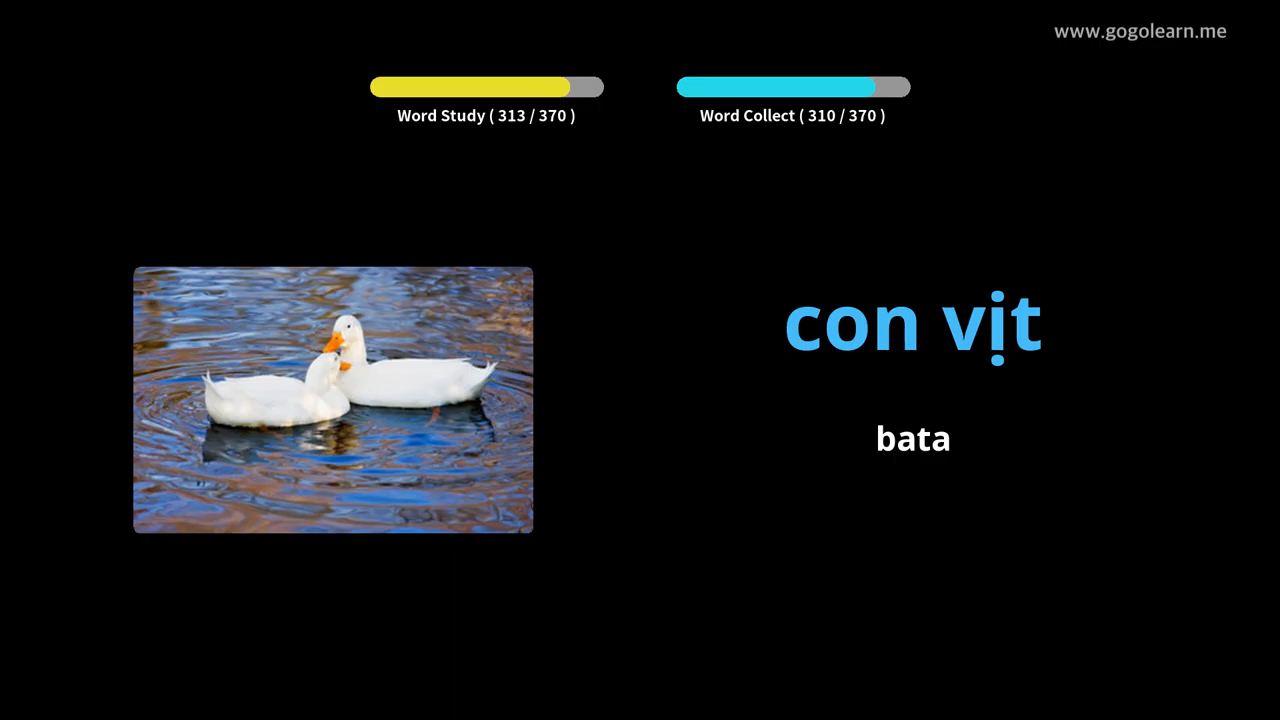 www.gogolearn.me
Word Study ( 313 / 370 )
Word Collect ( 310 / 370 )
con vịt
bata